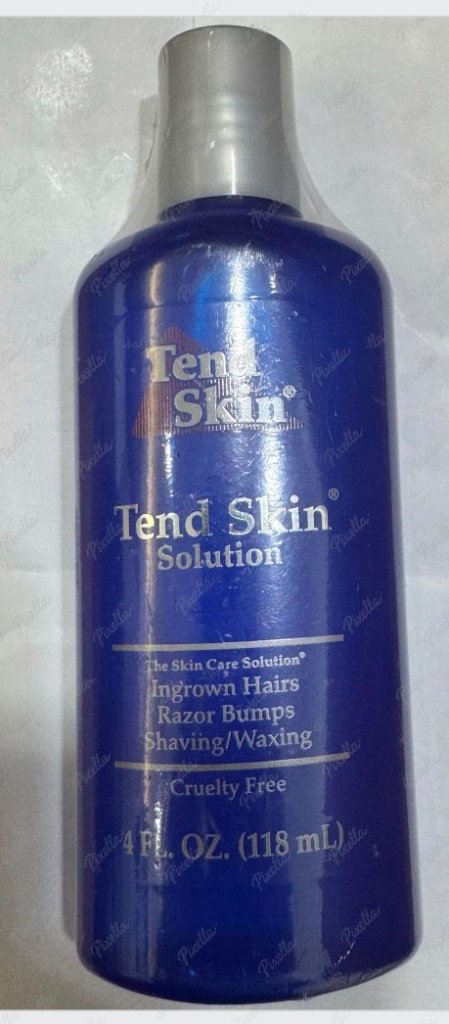 Tend
Skin®
Tend Skin®
Solution
The Skin Care Solution®
Ingrown Hairs
Razor Bumps
Shaving/Waxing
Cruelty Free
4 FL. OZ. (118 mL)
Pixella